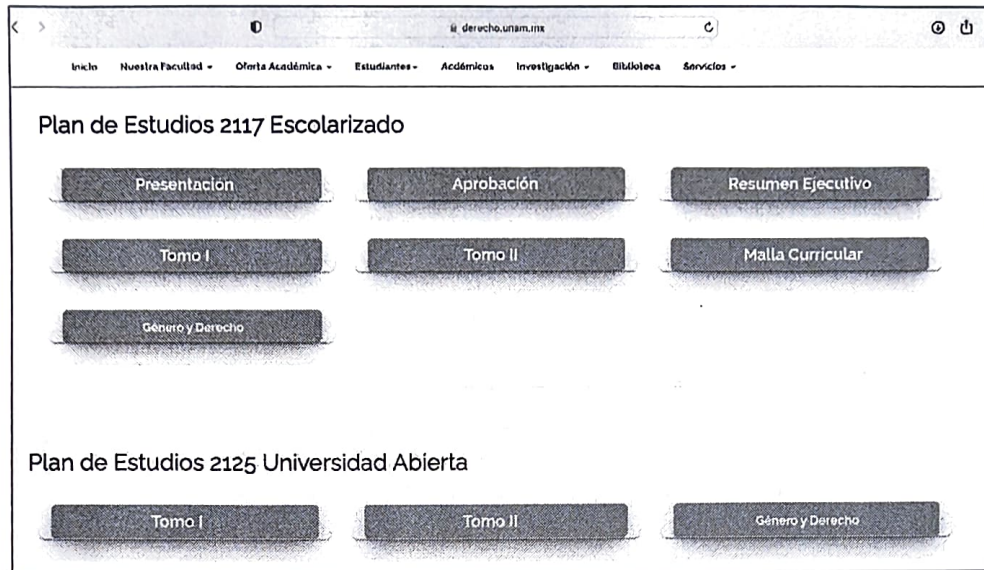 derecho.unam.mx
Inicio Nuestra Facultad Oferta Académica Estudiantes Acdémicos Investigación Biblioteca Servicios
Plan de Estudios 2117 Escolarizado
Presentación Aprobación Resumen Ejecutivo
Tomo I Tomo II Malla Curricular
Género y Derecho
Plan de Estudios 2125 Universidad Abierta
Tomo I Tomo II Género y Derecho